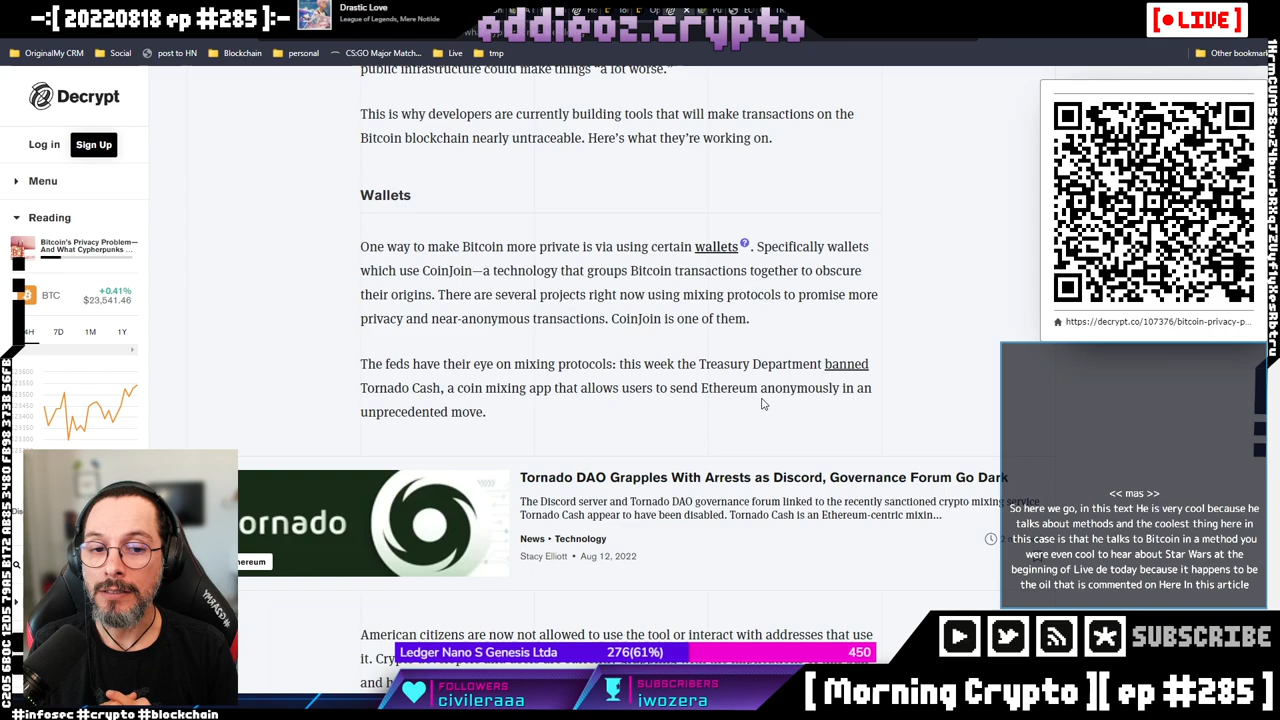 -:[ 20220818 ep #285 ]:-
Drastic Love
League of Legends, Mere Notilde
eddieoz.crypto
[●LIVE]
OriginalMy CRM
Social
post to HN
Blockchain
personal
CS:GO Major Match...
Live
tmp
Other bookmar
Decrypt
Log in
Sign Up
Menu
Reading
Bitcoin's Privacy Problem—
And What Cypherpunks ...
BTC
+0.41%
$23,541.46
4H
7D
1M
1Y
public infrastructure could make things "a lot worse."
This is why developers are currently building tools that will make transactions on the
Bitcoin blockchain nearly untraceable. Here's what they're working on.
Wallets
One way to make Bitcoin more private is via using certain wallets ? . Specifically wallets
which use CoinJoin—a technology that groups Bitcoin transactions together to obscure
their origins. There are several projects right now using mixing protocols to promise more
privacy and near-anonymous transactions. CoinJoin is one of them.
The feds have their eye on mixing protocols: this week the Treasury Department banned
Tornado Cash, a coin mixing app that allows users to send Ethereum anonymously in an
unprecedented move.
ornado
hereum
Tornado DAO Grapples With Arrests as Discord, Governance Forum Go Dark
The Discord server and Tornado DAO governance forum linked to the recently sanctioned crypto mixing service
Tornado Cash appear to have been disabled. Tornado Cash is an Ethereum-centric mixin...
News • Technology
Stacy Elliott • Aug 12, 2022
American citizens are now not allowed to use the tool or interact with addresses that use
it.
https://decrypt.co/107376/bitcoin-privacy-p...
<< mas >>
So here we go, in this text He is very cool because he
talks about methods and the coolest thing here in
this case is that he talks to Bitcoin in a method you
were even cool to hear about Star Wars at the
beginning of Live de today because it happens to be
the oil that is commented on Here In this article
Ledger Nano S Genesis Ltda
276(61%)
450
FOLLOWERS
civileraaa
SUBSCRIBERS
iwozera
SUBSCRIBE
[ Morning Crypto ][ ep #285 ]
#infosec #crypto #blockchain